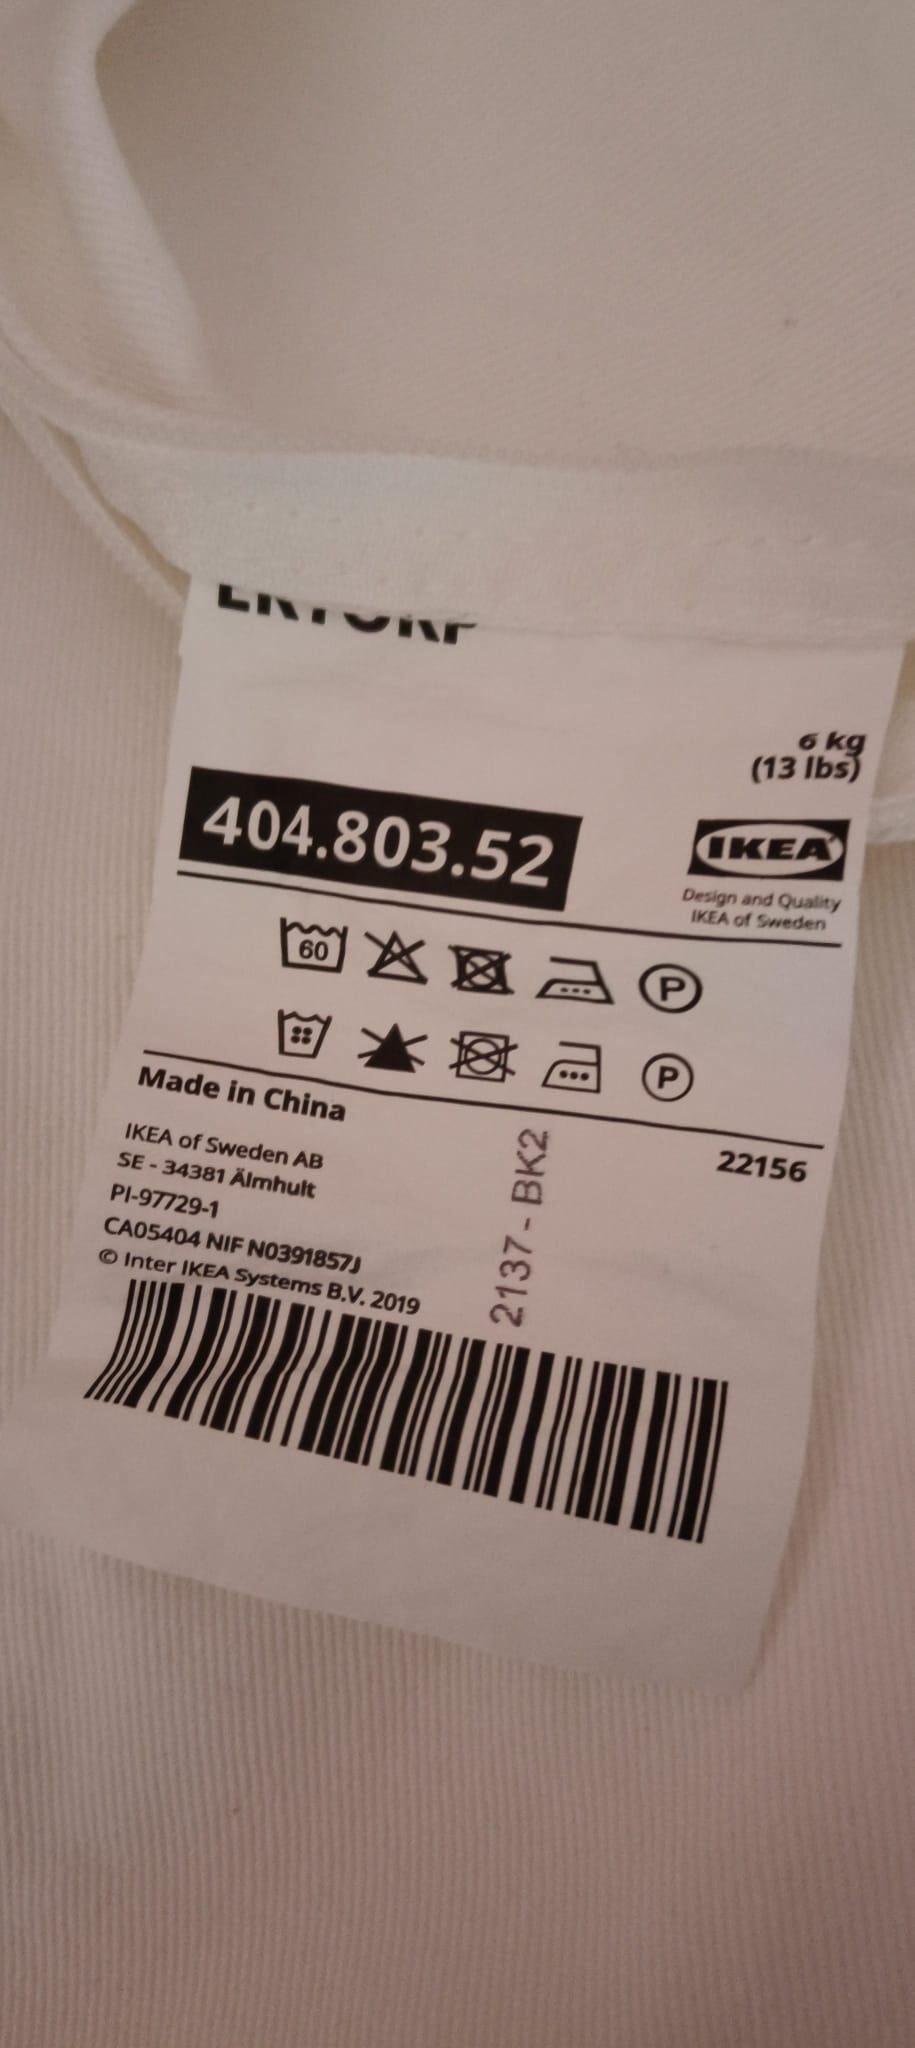 EKTORP
6 kg
(13 lbs)
404.803.52
IKEA
Design and Quality
IKEA of Sweden
60
P
P
Made in China
22156
IKEA of Sweden AB
SE - 34381 Älmhult
PI-97729-1
CA05404 NIF N0391857J
© Inter IKEA Systems B.V. 2019
2137 - BK2